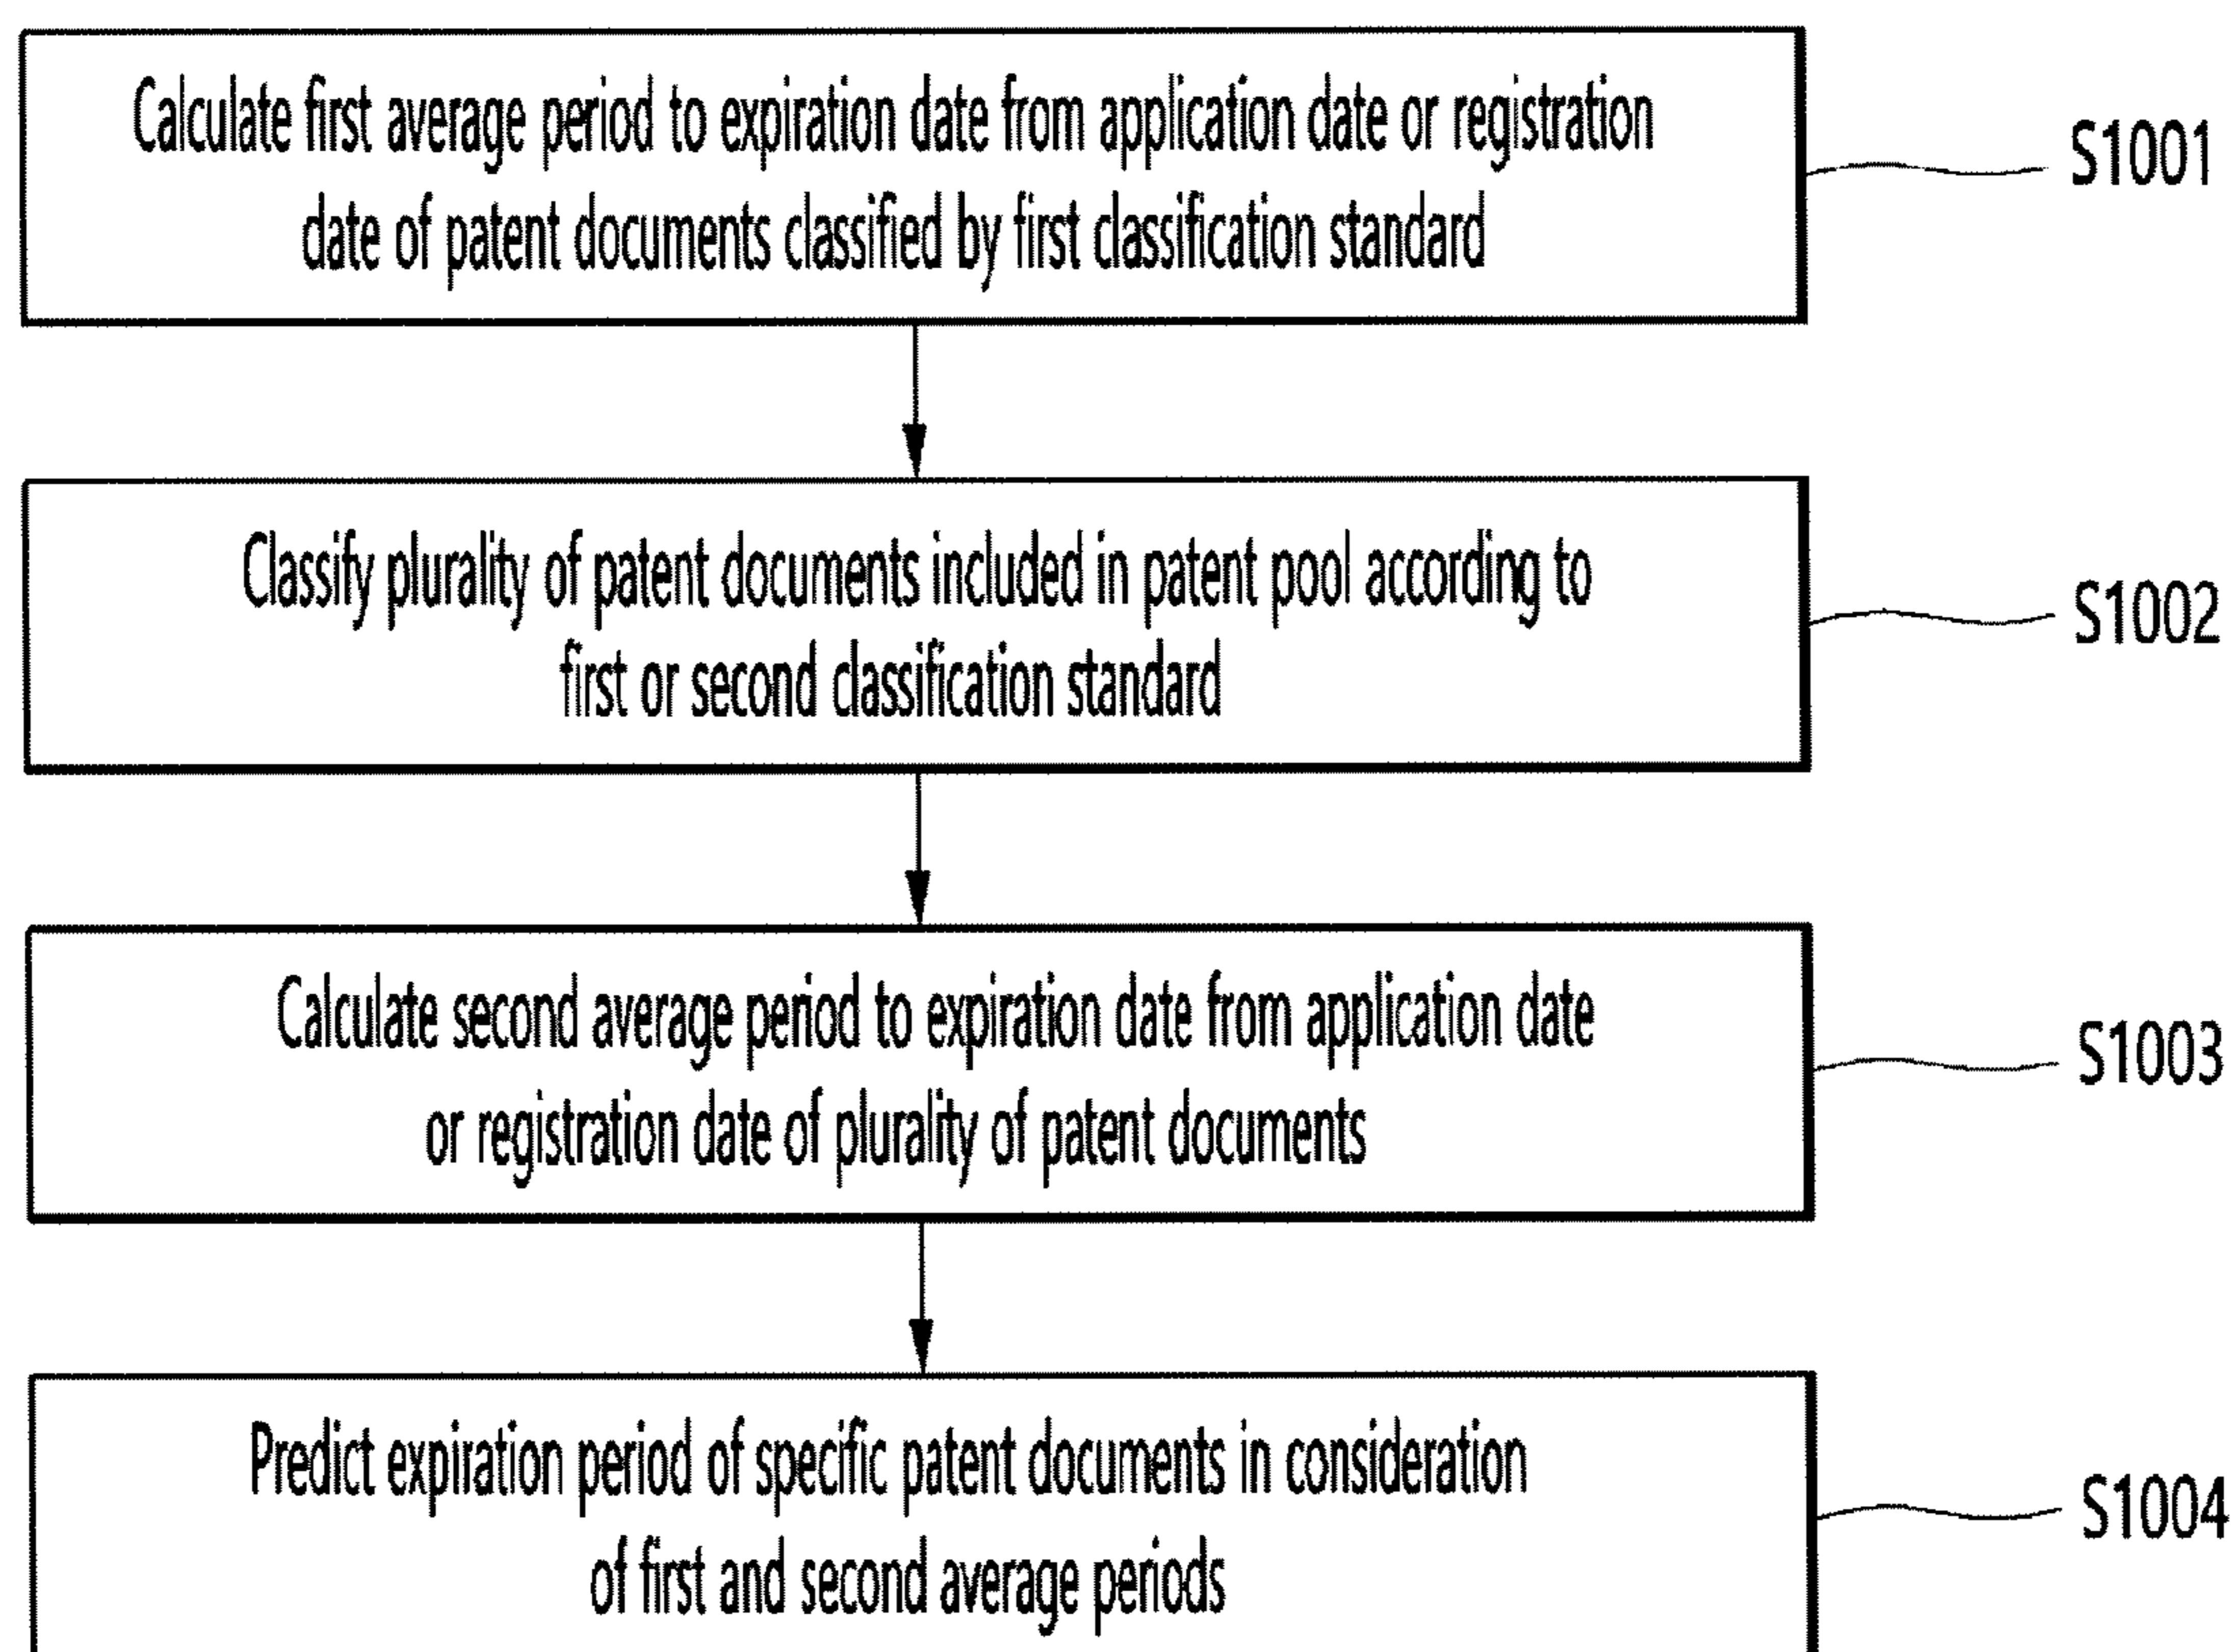 Calculate first average period to expiration date from application date or registration
date of patent documents classified by first classification standard
S1001
Classify plurality of patent documents included in patent pool according to
first or second classification standard
S1002
Calculate second average period to expiration date from application date
or registration date of plurality of patent documents
S1003
Predict expiration period of specific patent documents in consideration
of first and second average periods
S1004